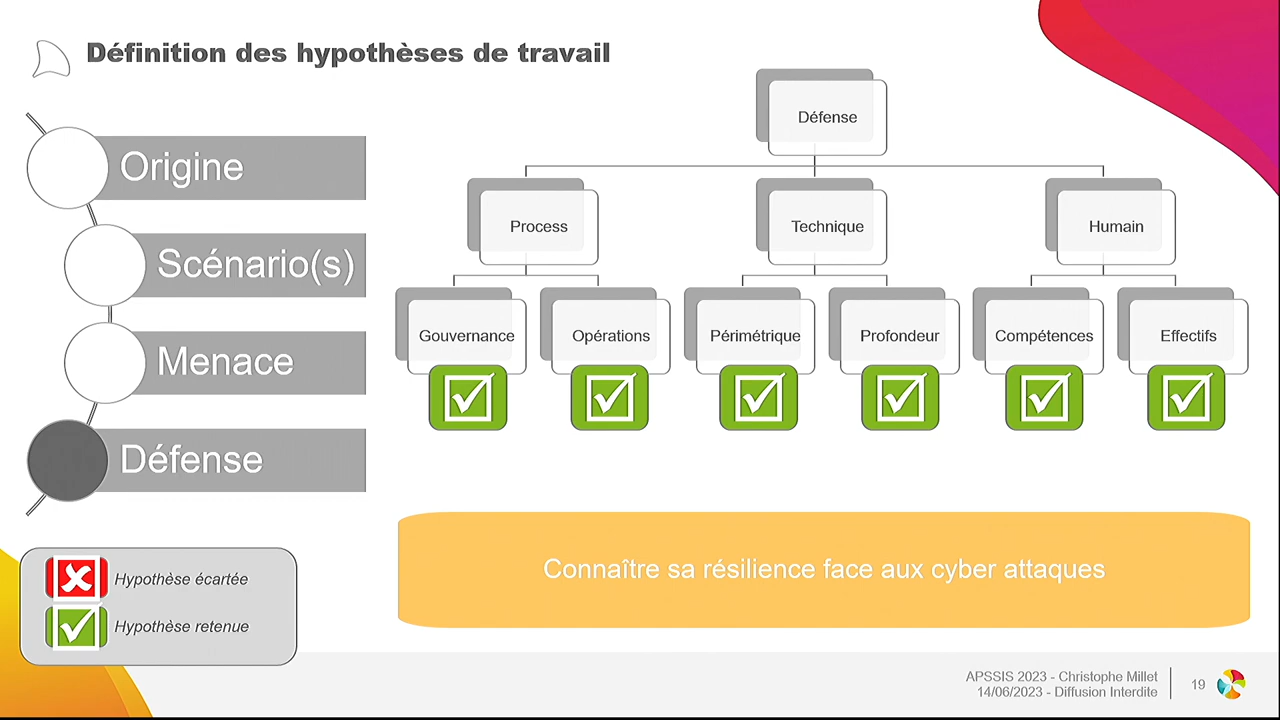 Définition des hypothèses de travail
Origine
Scénario(s)
Menace
Défense
Défense
Process
Technique
Humain
Gouvernance
Opérations
Périmétrique
Profondeur
Compétences
Effectifs
Connaître sa résilience face aux cyber attaques
Hypothèse écartée
Hypothèse retenue
APSSIS 2023 - Christophe Millet
14/06/2023 - Diffusion Interdite
19